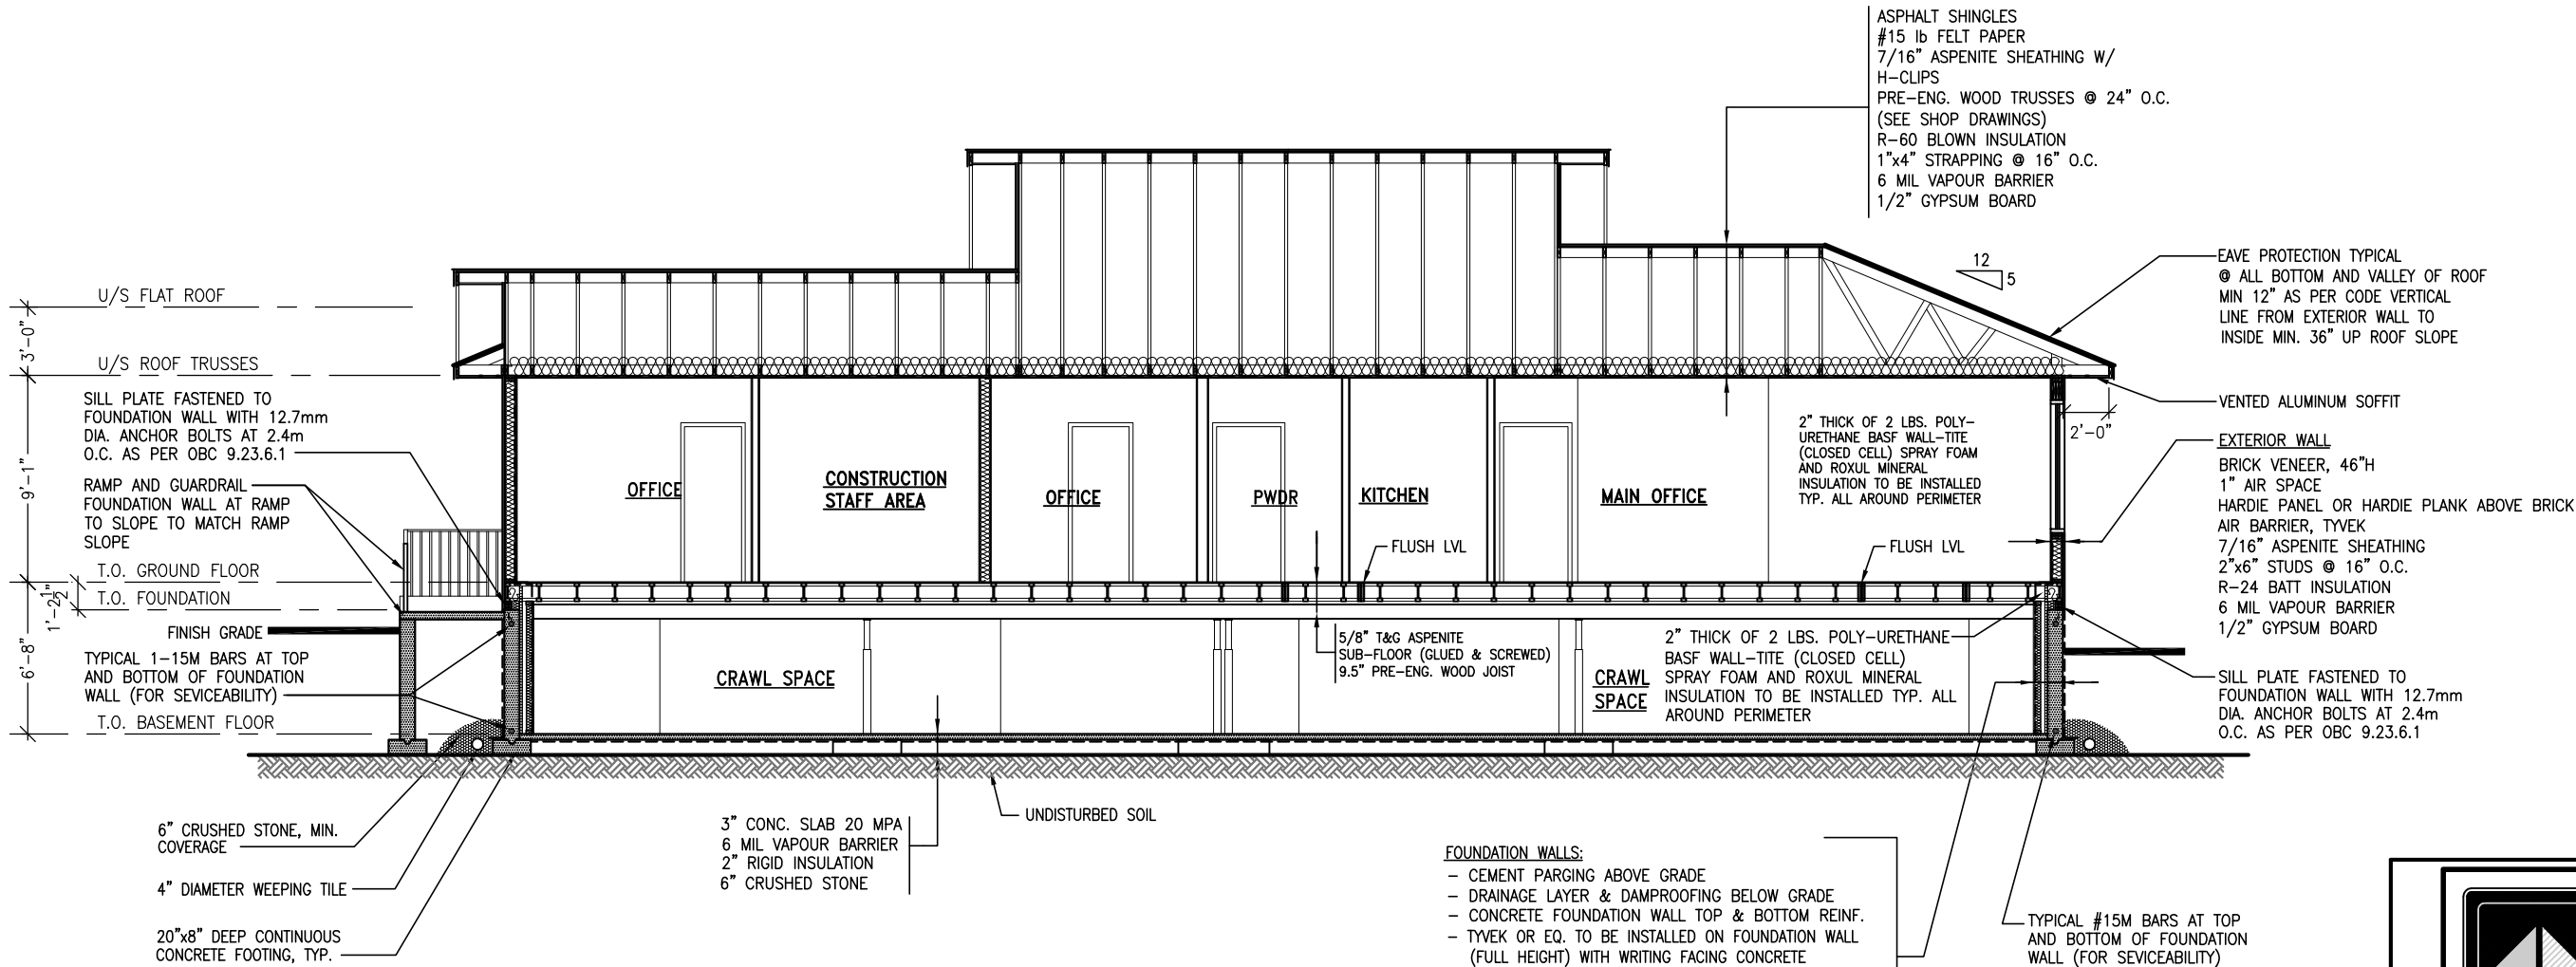 ASPHALT SHINGLES
#15 lb FELT PAPER
7/16" ASPENITE SHEATHING W/
H-CLIPS
PRE-ENG. WOOD TRUSSES @ 24" O.C.
(SEE SHOP DRAWINGS)
R-60 BLOWN INSULATION
1"x4" STRAPPING @ 16" O.C.
6 MIL VAPOUR BARRIER
1/2" GYPSUM BOARD
12
5
EAVE PROTECTION TYPICAL
@ ALL BOTTOM AND VALLEY OF ROOF
MIN 12" AS PER CODE VERTICAL
LINE FROM EXTERIOR WALL TO
INSIDE MIN. 36" UP ROOF SLOPE
U/S FLAT ROOF
3'-0"
U/S ROOF TRUSSES
9'-1"
SILL PLATE FASTENED TO
FOUNDATION WALL WITH 12.7mm
DIA. ANCHOR BOLTS AT 2.4m
O.C. AS PER OBC 9.23.6.1
RAMP AND GUARDRAIL
FOUNDATION WALL AT RAMP
TO SLOPE TO MATCH RAMP
SLOPE
T.O. GROUND FLOOR
1'-2 1/2"
T.O. FOUNDATION
FINISH GRADE
6'-8"
TYPICAL 1-15M BARS AT TOP
AND BOTTOM OF FOUNDATION
WALL (FOR SEVICEABILITY)
T.O. BASEMENT FLOOR
OFFICE
CONSTRUCTION
STAFF AREA
OFFICE
PWDR
KITCHEN
MAIN OFFICE
2" THICK OF 2 LBS. POLY-
URETHANE BASF WALL-TITE
(CLOSED CELL) SPRAY FOAM
AND ROXUL MINERAL
INSULATION TO BE INSTALLED
TYP. ALL AROUND PERIMETER
FLUSH LVL
FLUSH LVL
2'-0"
VENTED ALUMINUM SOFFIT
EXTERIOR WALL
BRICK VENEER, 46"H
1" AIR SPACE
HARDIE PANEL OR HARDIE PLANK ABOVE BRICK
AIR BARRIER, TYVEK
7/16" ASPENITE SHEATHING
2"x6" STUDS @ 16" O.C.
R-24 BATT INSULATION
6 MIL VAPOUR BARRIER
1/2" GYPSUM BOARD
CRAWL SPACE
5/8" T&G ASPENITE
SUB-FLOOR (GLUED & SCREWED)
9.5" PRE-ENG. WOOD JOIST
CRAWL
SPACE
2" THICK OF 2 LBS. POLY-URETHANE
BASF WALL-TITE (CLOSED CELL)
SPRAY FOAM AND ROXUL MINERAL
INSULATION TO BE INSTALLED TYP. ALL
AROUND PERIMETER
SILL PLATE FASTENED TO
FOUNDATION WALL WITH 12.7mm
DIA. ANCHOR BOLTS AT 2.4m
O.C. AS PER OBC 9.23.6.1
6" CRUSHED STONE, MIN.
COVERAGE
4" DIAMETER WEEPING TILE
20"x8" DEEP CONTINUOUS
CONCRETE FOOTING, TYP.
3" CONC. SLAB 20 MPA
6 MIL VAPOUR BARRIER
2" RIGID INSULATION
6" CRUSHED STONE
UNDISTURBED SOIL
FOUNDATION WALLS:
- CEMENT PARGING ABOVE GRADE
- DRAINAGE LAYER & DAMPROOFING BELOW GRADE
- CONCRETE FOUNDATION WALL TOP & BOTTOM REINF.
- TYVEK OR EQ. TO BE INSTALLED ON FOUNDATION WALL
(FULL HEIGHT) WITH WRITING FACING CONCRETE
TYPICAL #15M BARS AT TOP
AND BOTTOM OF FOUNDATION
WALL (FOR SEVICEABILITY)